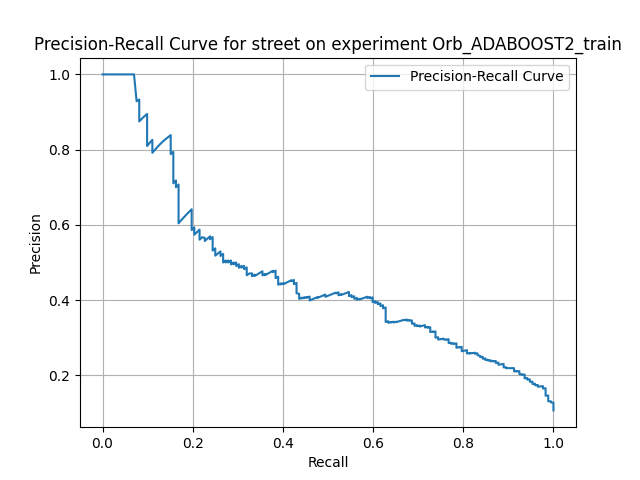 Precision-Recall Curve for street on experiment Orb_ADABOOST2_train
Precision-Recall Curve
1.0
0.8
0.6
0.4
0.2
Precision
0.0 0.2 0.4 0.6 0.8 1.0
Recall